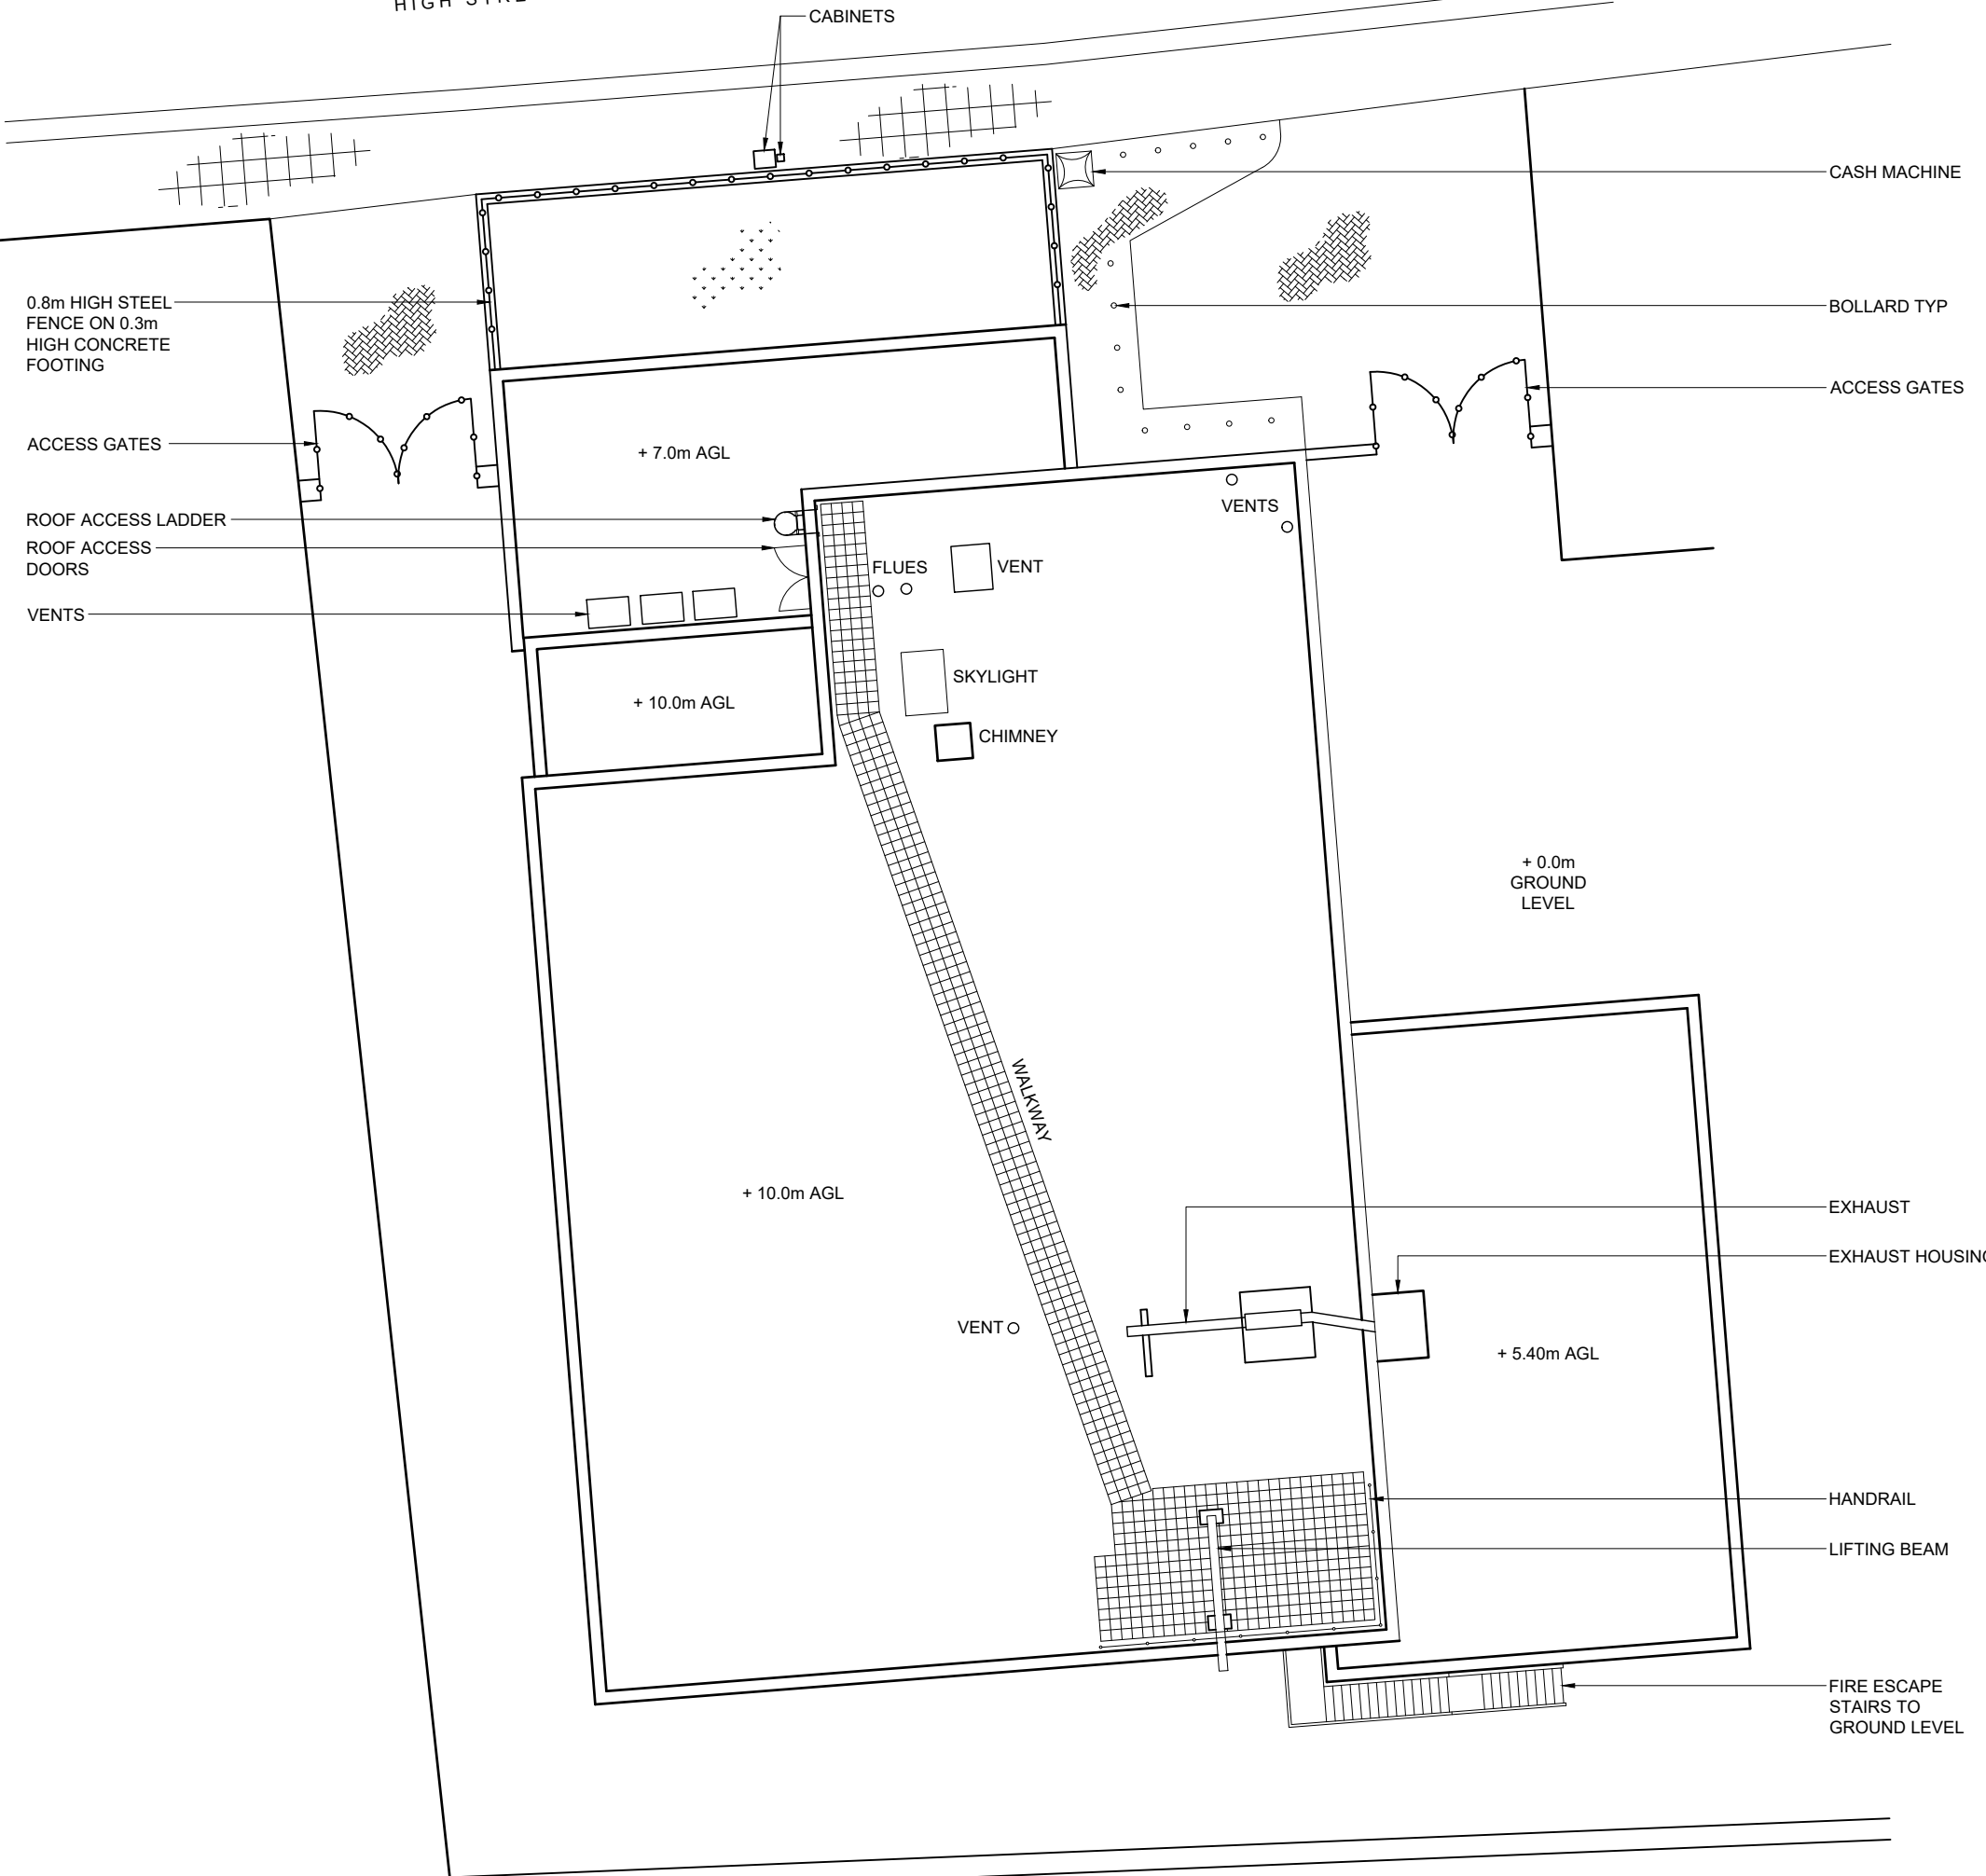 CABINETS
CASH MACHINE
0.8m HIGH STEEL
FENCE ON 0.3m
HIGH CONCRETE
FOOTING
BOLLARD TYP
ACCESS GATES
ACCESS GATES
+ 7.0m AGL
VENTS
ROOF ACCESS LADDER
ROOF ACCESS
DOORS
FLUES
VENT
VENTS
SKYLIGHT
+ 10.0m AGL
CHIMNEY
+ 0.0m
GROUND
LEVEL
WALKWAY
+ 10.0m AGL
EXHAUST
EXHAUST HOUSING
VENT
+ 5.40m AGL
HANDRAIL
LIFTING BEAM
FIRE ESCAPE
STAIRS TO
GROUND LEVEL